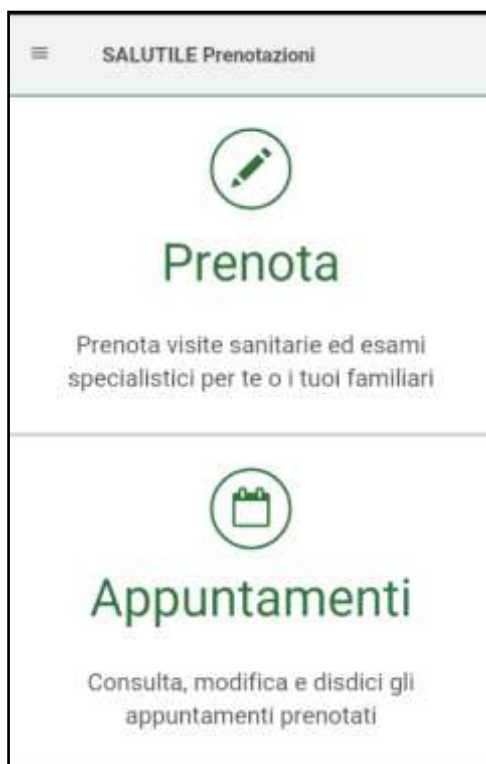 SALUTILE Prenotazioni
Prenota
Prenota visite sanitarie ed esami
specialistici per te o i tuoi familiari
Appuntamenti
Consulta, modifica e disdici gli
appuntamenti prenotati